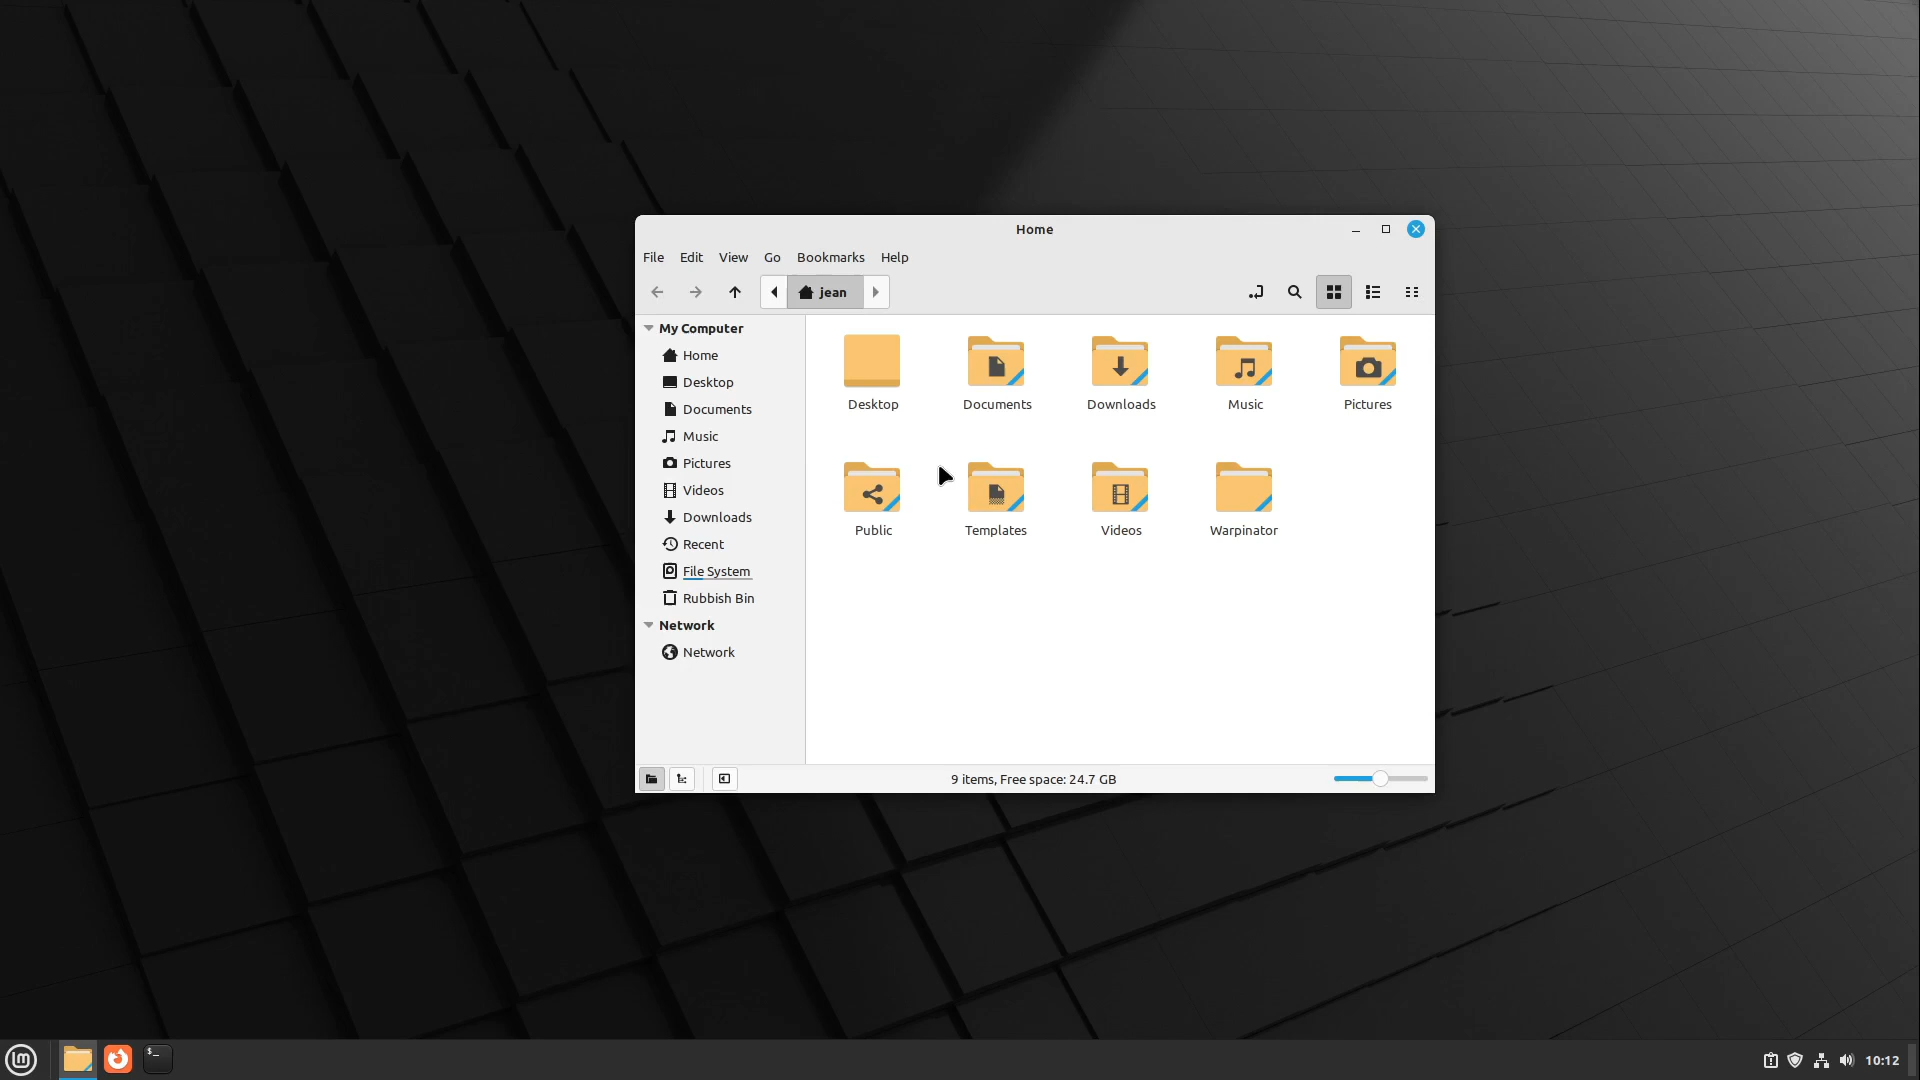 Home
File Edit View Go Bookmarks Help
jean
My Computer
Home
Desktop
Documents
Music
Pictures
Videos
Downloads
Recent
File System
Rubbish Bin
Network
Network
Desktop Documents Downloads Music Pictures
Public Templates Videos Warpinator
9 items, Free space: 24.7 GB
lm
$_
10:12